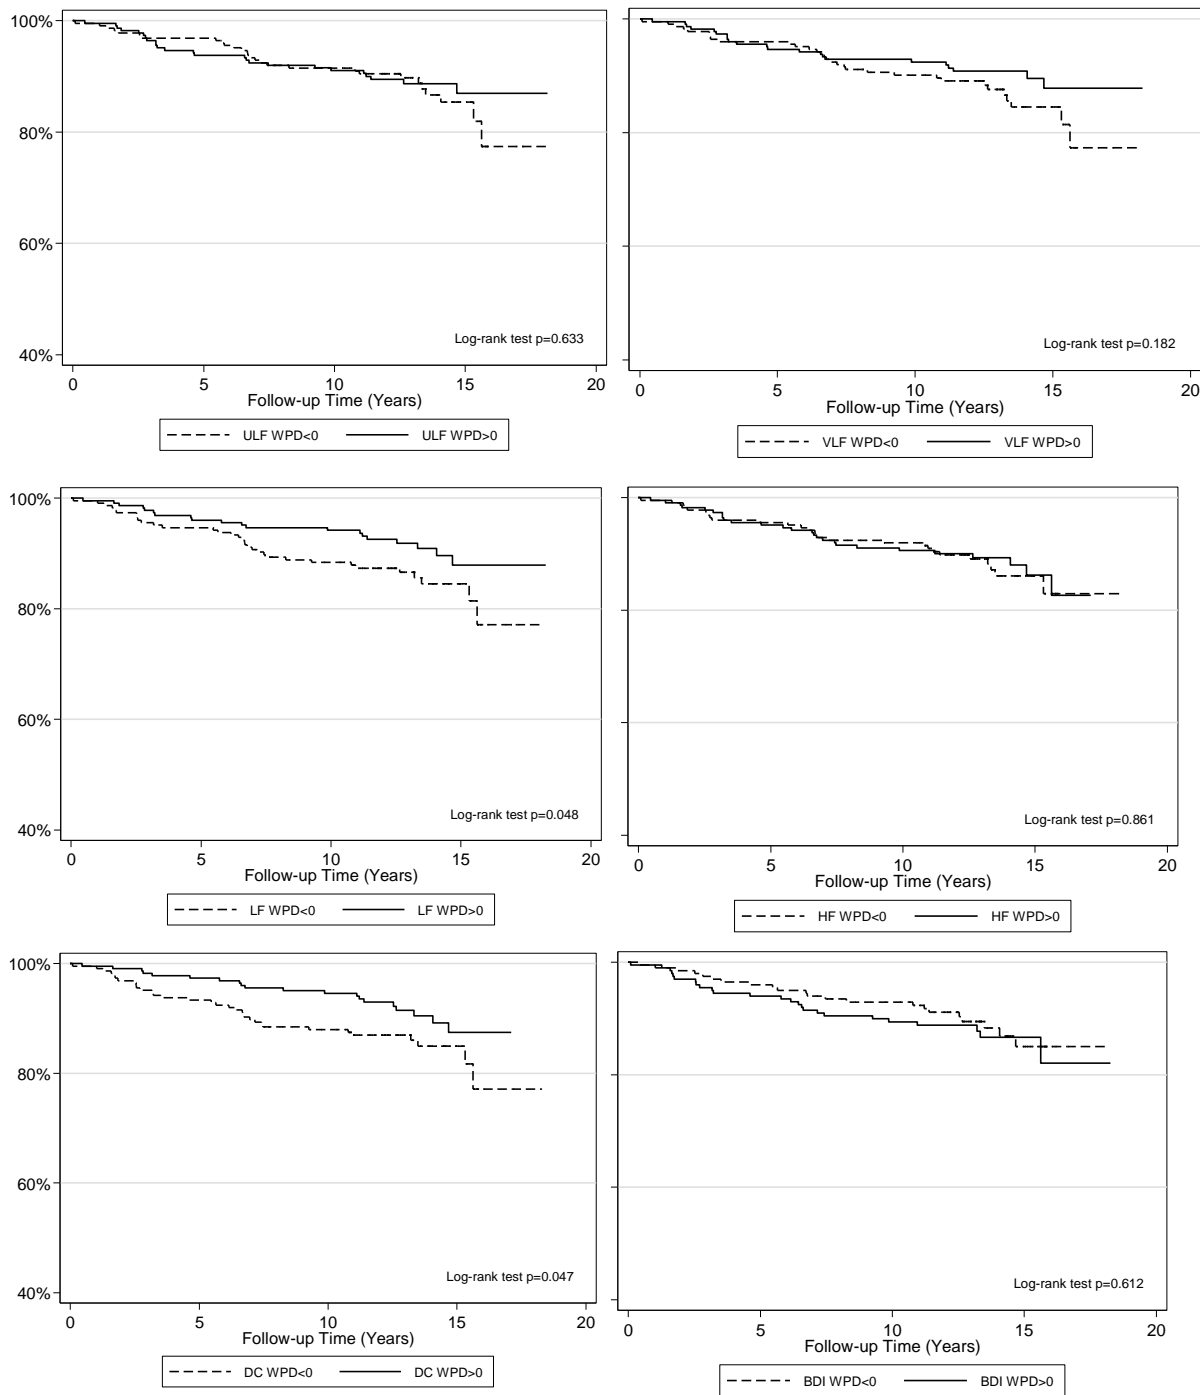 100%
80%
60%
40%
Log-rank test p=0.633
0 5 10 15 20
Follow-up Time (Years)
ULF WPD<0 ULF WPD>0
Log-rank test p=0.182
0 5 10 15 20
Follow-up Time (Years)
VLF WPD<0 VLF WPD>0
100%
80%
60%
40%
Log-rank test p=0.048
0 5 10 15 20
Follow-up Time (Years)
LF WPD<0 LF WPD>0
Log-rank test p=0.861
0 5 10 15 20
Follow-up Time (Years)
HF WPD<0 HF WPD>0
100%
80%
60%
40%
Log-rank test p=0.047
0 5 10 15 20
Follow-up Time (Years)
DC WPD<0 DC WPD>0
Log-rank test p=0.612
0 5 10 15 20
Follow-up Time (Years)
BDI WPD<0 BDI WPD>0